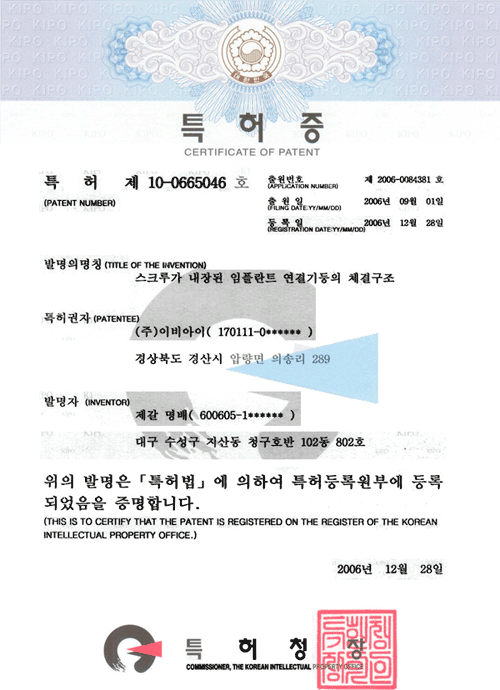 특허증
CERTIFICATE OF PATENT
특 허 제 10-0665046 호
(PATENT NUMBER)
출원번호 제 2006-0084381 호
(APPLICATION NUMBER)
출 원 일 2006년 09월 01일
(FILING DATE:YY/MM/DD)
등 록 일 2006년 12월 28일
(REGISTRATION DATE:YY/MM/DD)
발명의명칭 (TITLE OF THE INVENTION)
스크루가 내장된 임플란트 연결기둥의 체결구조
특허권자 (PATENTEE)
(주)이비아이( 170111-0****** )
경상북도 경산시 압량면 의송리 289
발명자 (INVENTOR)
제갈 명배( 600605-1****** )
대구 수성구 지산동 청구호반 102동 802호
위의 발명은 「특허법」에 의하여 특허등록원부에 등록
되었음을 증명합니다.
(THIS IS TO CERTIFY THAT THE PATENT IS REGISTERED ON THE REGISTER OF THE KOREAN
INTELLECTUAL PROPERTY OFFICE.)
2006년 12월 28일
특 허 청 장
COMMISSIONER, THE KOREAN INTELLECTUAL PROPERTY OFFICE